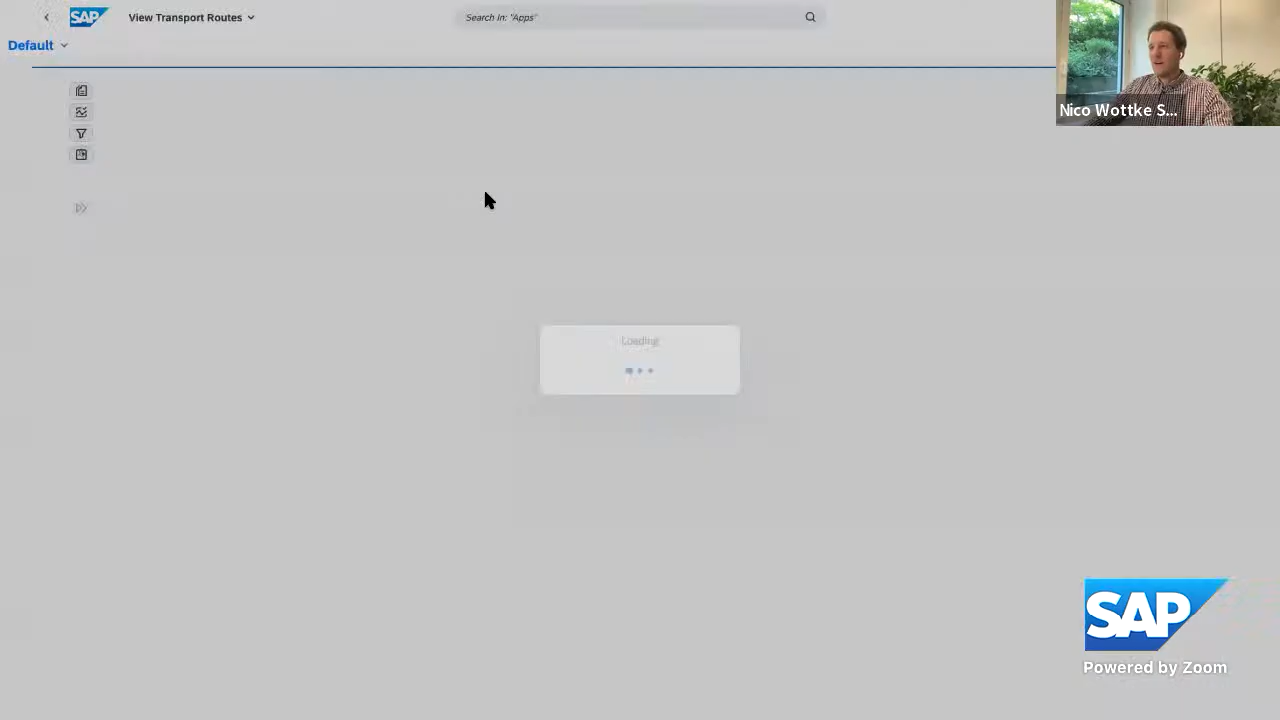 SAP
View Transport Routes
Search In: "Apps"
Default
Nico Wottke S...
Loading
SAP
Powered by Zoom